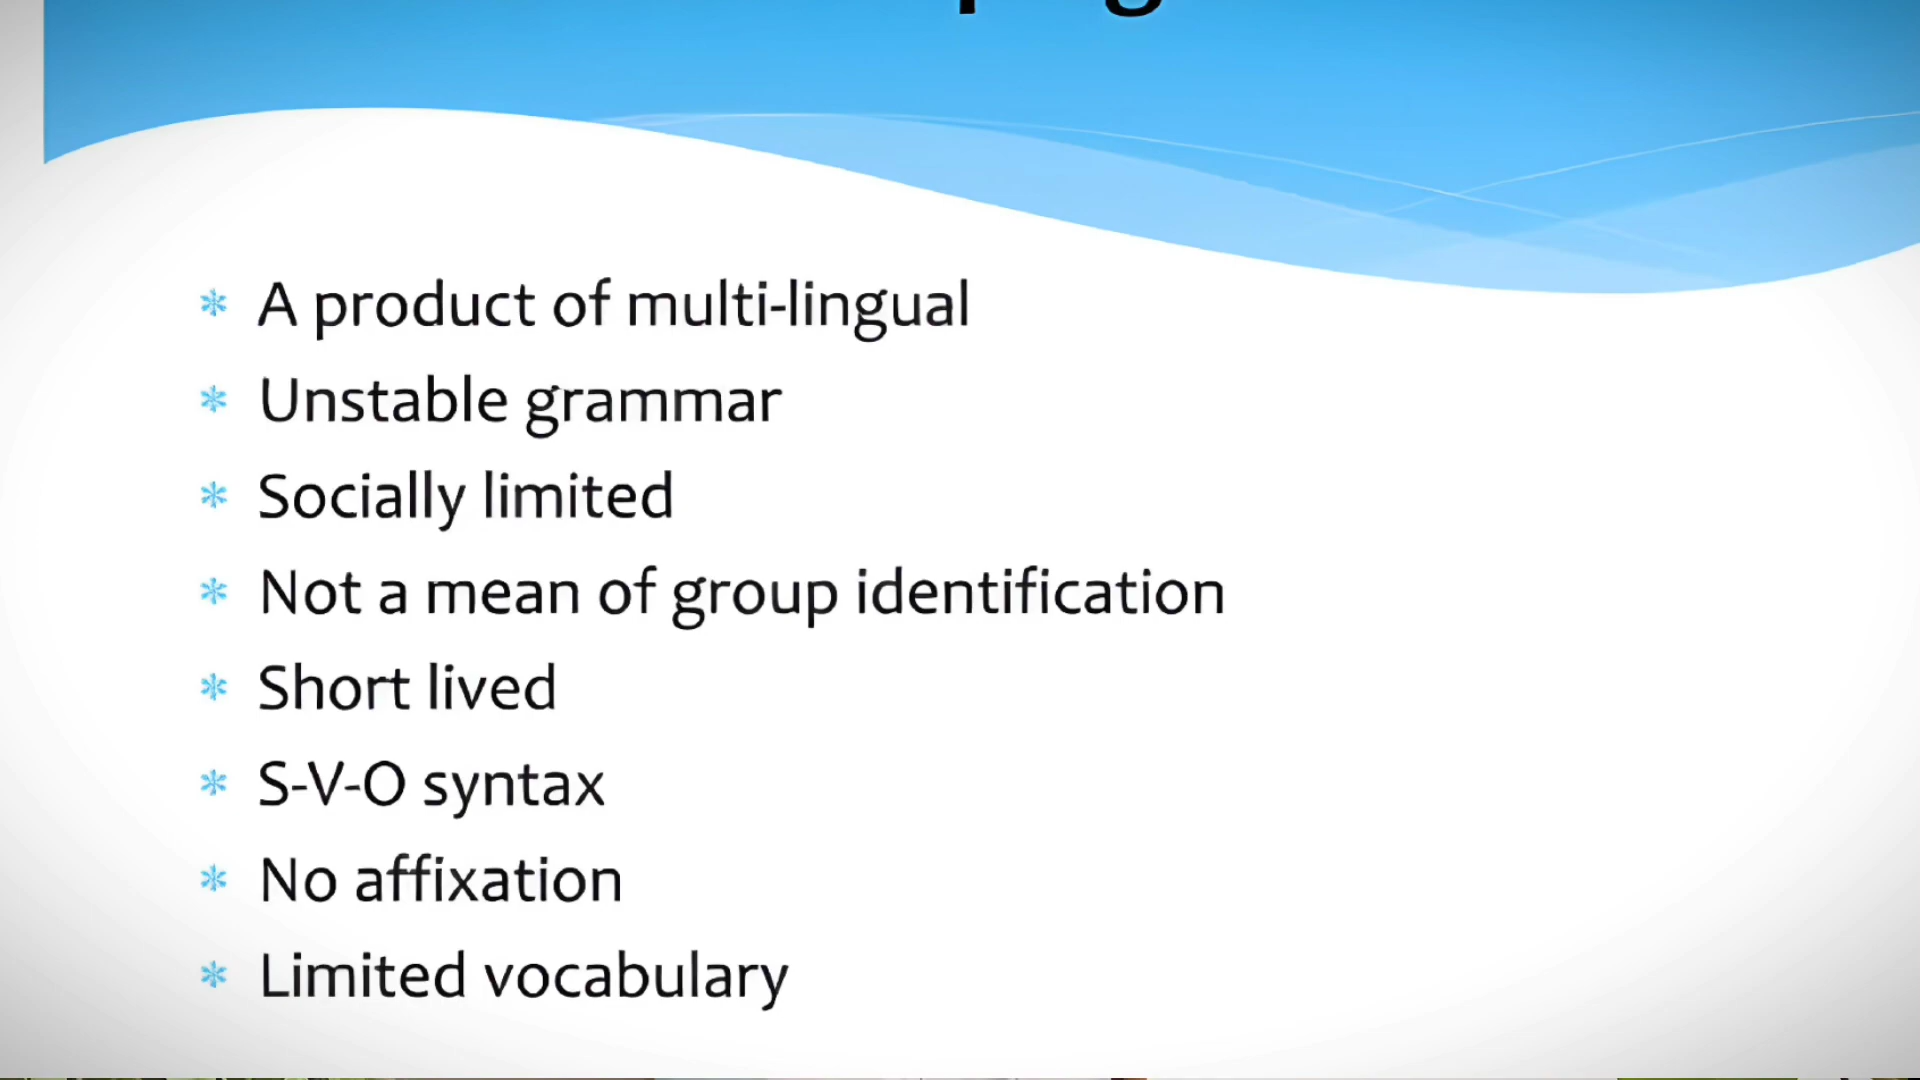 A product of multi-lingual
Unstable grammar
Socially limited
Not a mean of group identification
Short lived
S-V-O syntax
No affixation
Limited vocabulary